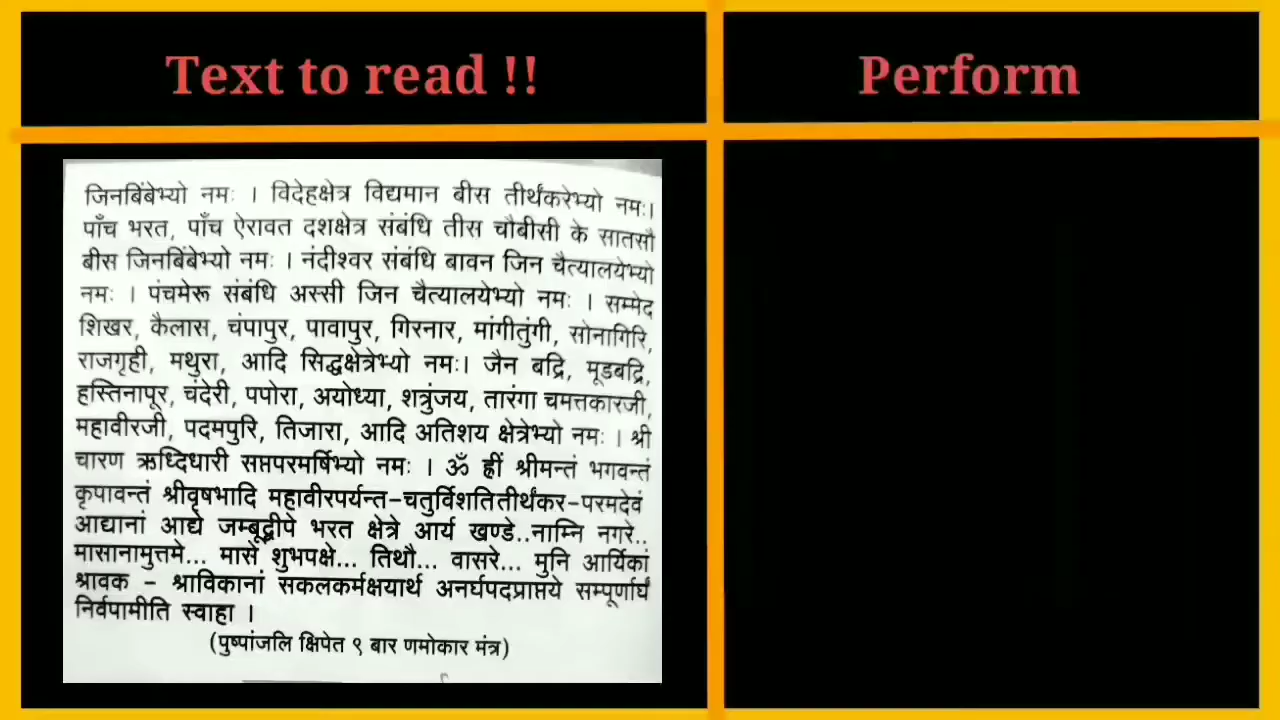 Text to read !!
Perform
जिनबिंबेभ्यो नमः । विदेहक्षेत्र विद्यमान बीस तीर्थंकरेभ्यो नमः।
पाँच भरत, पाँच ऐरावत दशक्षेत्र संबंधि तीस चौबीसी के सातसौ
बीस जिनबिंबेभ्यो नमः । नंदीश्वर संबंधि बावन जिन चैत्यालयेभ्यो
नमः । पंचमेरू संबंधि अस्सी जिन चैत्यालयेभ्यो नमः । सम्मेद
शिखर, कैलास, चंपापुर, पावापुर, गिरनार, मांगीतुंगी, सोनागिरि,
राजगृही, मथुरा, आदि सिद्धक्षेत्रेभ्यो नमः। जैन बद्रि, मूडबद्रि,
हस्तिनापूर, चंदेरी, पपोरा, अयोध्या, शत्रुंजय, तारंगा चमत्तकारजी,
महावीरजी, पदमपुरि, तिजारा, आदि अतिशय क्षेत्रेभ्यो नमः । श्री
चारण ऋध्दिधारी सप्तपरमर्षिभ्यो नमः । ॐ ह्रीं श्रीमन्तं भगवन्तं
कृपावन्तं श्रीवृषभादि महावीरपर्यन्त-चतुर्विशतितीर्थंकर-परमदेवं
आद्यानां आद्ये जम्बूद्वीपे भरत क्षेत्रे आर्य खण्डे..नाम्नि नगरे..
मासानामुत्तमे... मासे शुभपक्षे... तिथौ... वासरे... मुनि आर्यिकां
श्रावक - श्राविकानां सकलकर्मक्षयार्थ अनर्घपदप्राप्तये सम्पूर्णार्घं
निर्वपामीति स्वाहा ।
(पुष्पांजलि क्षिपेत ९ बार णमोकार मंत्र)